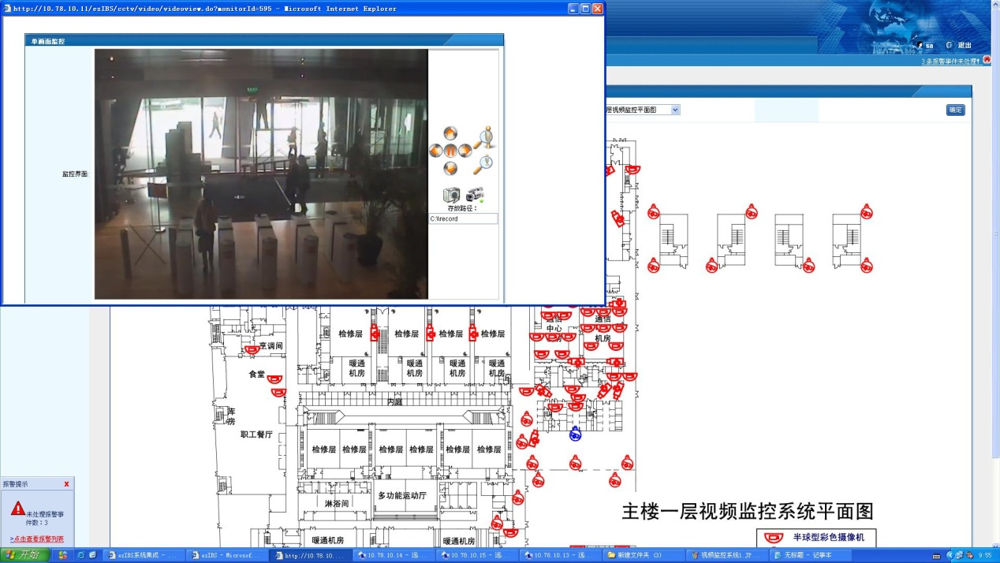 http://10.78.10.11/ezIBS/cctv/video/videoview.do?monitorId=595 - Microsoft Internet Explorer
单画面监控
sa
退出
3 条报警事件未处理!
监控界面
存放路径：
C:\\record
层视频监控平面图
确定
通信
中心
通信
机房
检修层
检修层
检修层
检修层
烹调间
暖通
机房
暖通
机房
暖通
机房
暖通
机房
食堂
内庭
库
房
职工餐厅
检修层
检修层
检修层
检修层
检修层
检修层
淋浴间
多功能运动厅
暖通机房
暖通机房
主楼一层视频监控系统平面图
半球型彩色摄像机
报警提示
x
未处理报警事
件数：3
>点击查看报警列表
开始
ezIBS系统集成 - ...
ezIBS - Microsof...
http://10.78.10....
10.78.10.14 - 远...
10.78.10.15 - 远...
10.78.10.13 - 远...
新建文件夹 (3)
视频监控系统1.JP...
无标题 - 记事本
9:55